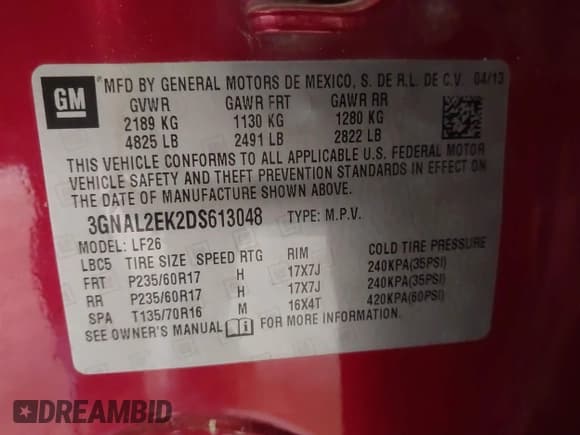 GM
®MFD BY GENERAL MOTORS DE MEXICO, S. DE R.L. DE C.V. 04/13
GVWR GAWR FRT GAWR RR
2189 KG 1130 KG 1280 KG
4825 LB 2491 LB 2822 LB
THIS VEHICLE CONFORMS TO ALL APPLICABLE U.S. FEDERAL MOTOR
VEHICLE SAFETY AND THEFT PREVENTION STANDARDS IN EFFECT ON
THE DATE OF MANUFACTURE SHOWN ABOVE.
3GNAL2EK2DS613048 TYPE: M.P.V.
MODEL: LF26
LBC5 TIRE SIZE SPEED RTG RIM COLD TIRE PRESSURE
FRT P235/60R17 H 17X7J 240KPA(35PSI)
RR P235/60R17 H 17X7J 240KPA(35PSI)
SPA T135/70R16 M 16X4T 420KPA(60PSI)
SEE OWNER'S MANUAL FOR MORE INFORMATION.
DREAMBID